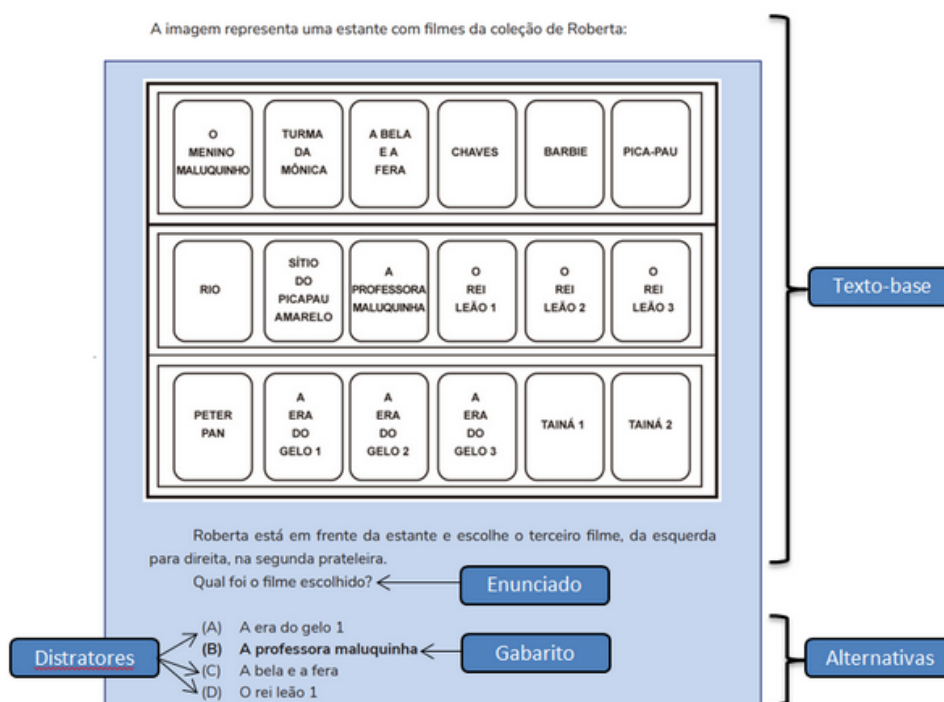 A imagem representa uma estante com filmes da coleção de Roberta:
O
MENINO
MALUQUINHO
TURMA
DA
MÔNICA
A BELA
E A
FERA
CHAVES
BARBIE
PICA-PAU
RIO
SÍTIO
DO
PICAPAU
AMARELO
A
PROFESSORA
MALUQUINHA
O
REI
LEÃO 1
O
REI
LEÃO 2
O
REI
LEÃO 3
PETER
PAN
A
ERA
DO
GELO 1
A
ERA
DO
GELO 2
A
ERA
DO
GELO 3
TAINÁ 1
TAINÁ 2
Texto-base
Roberta está em frente da estante e escolhe o terceiro filme, da esquerda
para direita, na segunda prateleira.
Qual foi o filme escolhido?
Enunciado
Distratores
(A) A era do gelo 1
(B) A professora maluquinha
(C) A bela e a fera
(D) O rei leão 1
Gabarito
Alternativas